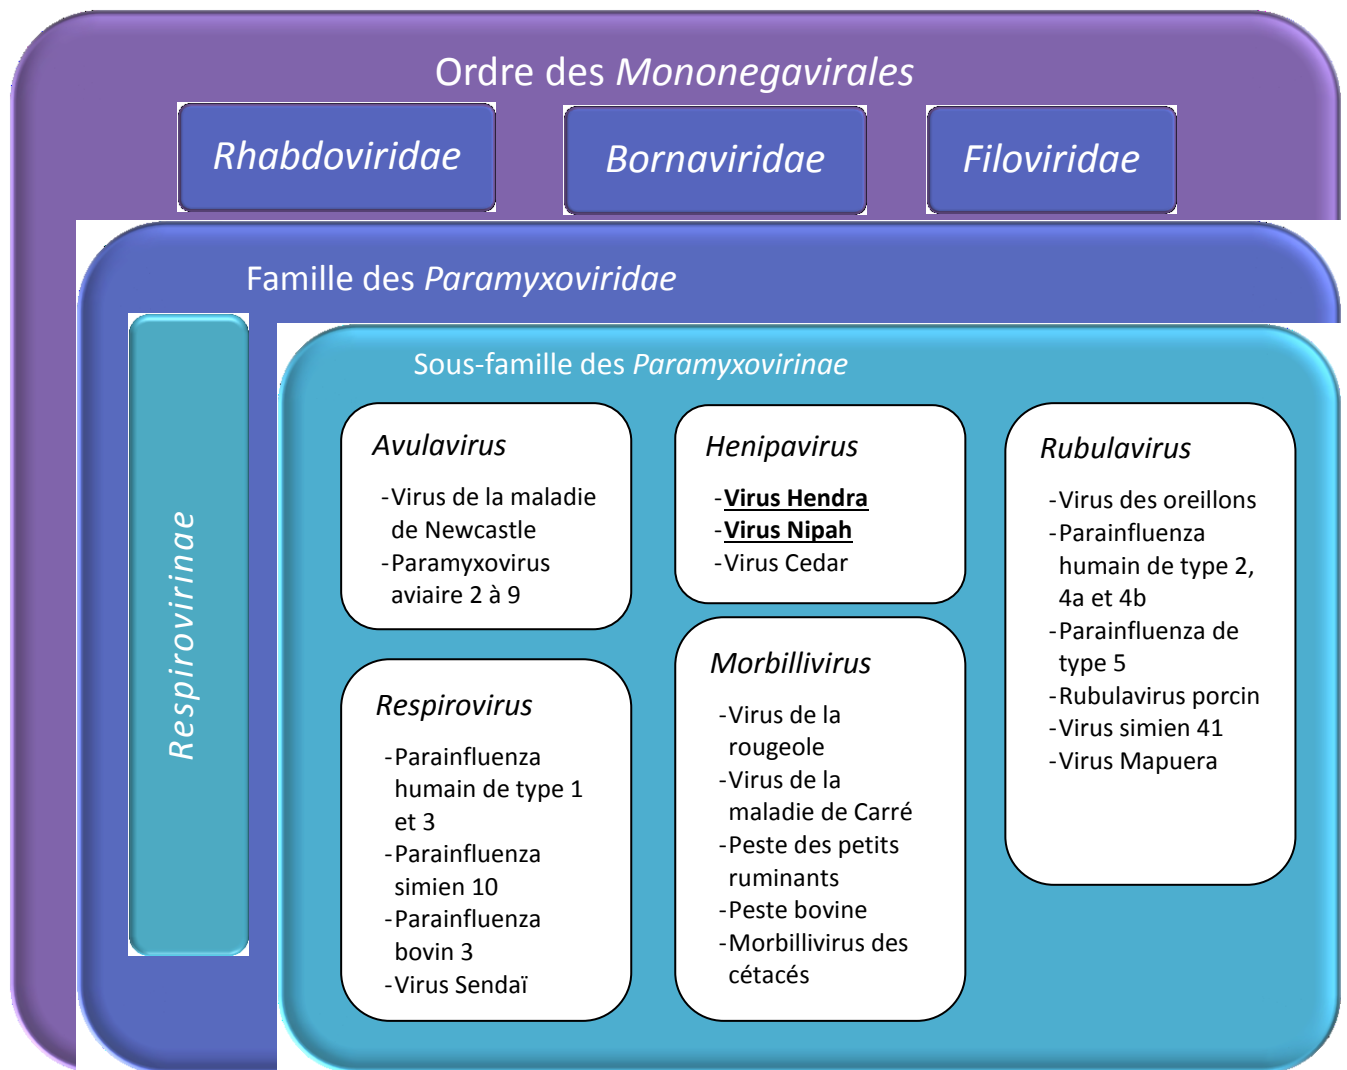 Ordre des Mononegavirales
Rhabdoviridae
Bornaviridae
Filoviridae
Famille des Paramyxoviridae
Respirovirinae
Sous-famille des Paramyxovirinae
Avulavirus
-Virus de la maladie
de Newcastle
-Paramyxovirus
aviaire 2 à 9
Respirovirus
-Parainfluenza
humain de type 1
et 3
-Parainfluenza
simien 10
-Parainfluenza
bovin 3
-Virus Sendaï
Henipavirus
-Virus Hendra
-Virus Nipah
-Virus Cedar
Morbillivirus
-Virus de la
rougeole
-Virus de la
maladie de Carré
-Peste des petits
ruminants
-Peste bovine
-Morbillivirus des
cétacés
Rubulavirus
-Virus des oreillons
-Parainfluenza
humain de type 2,
4a et 4b
-Parainfluenza de
type 5
-Rubulavirus porcin
-Virus simien 41
-Virus Mapuera